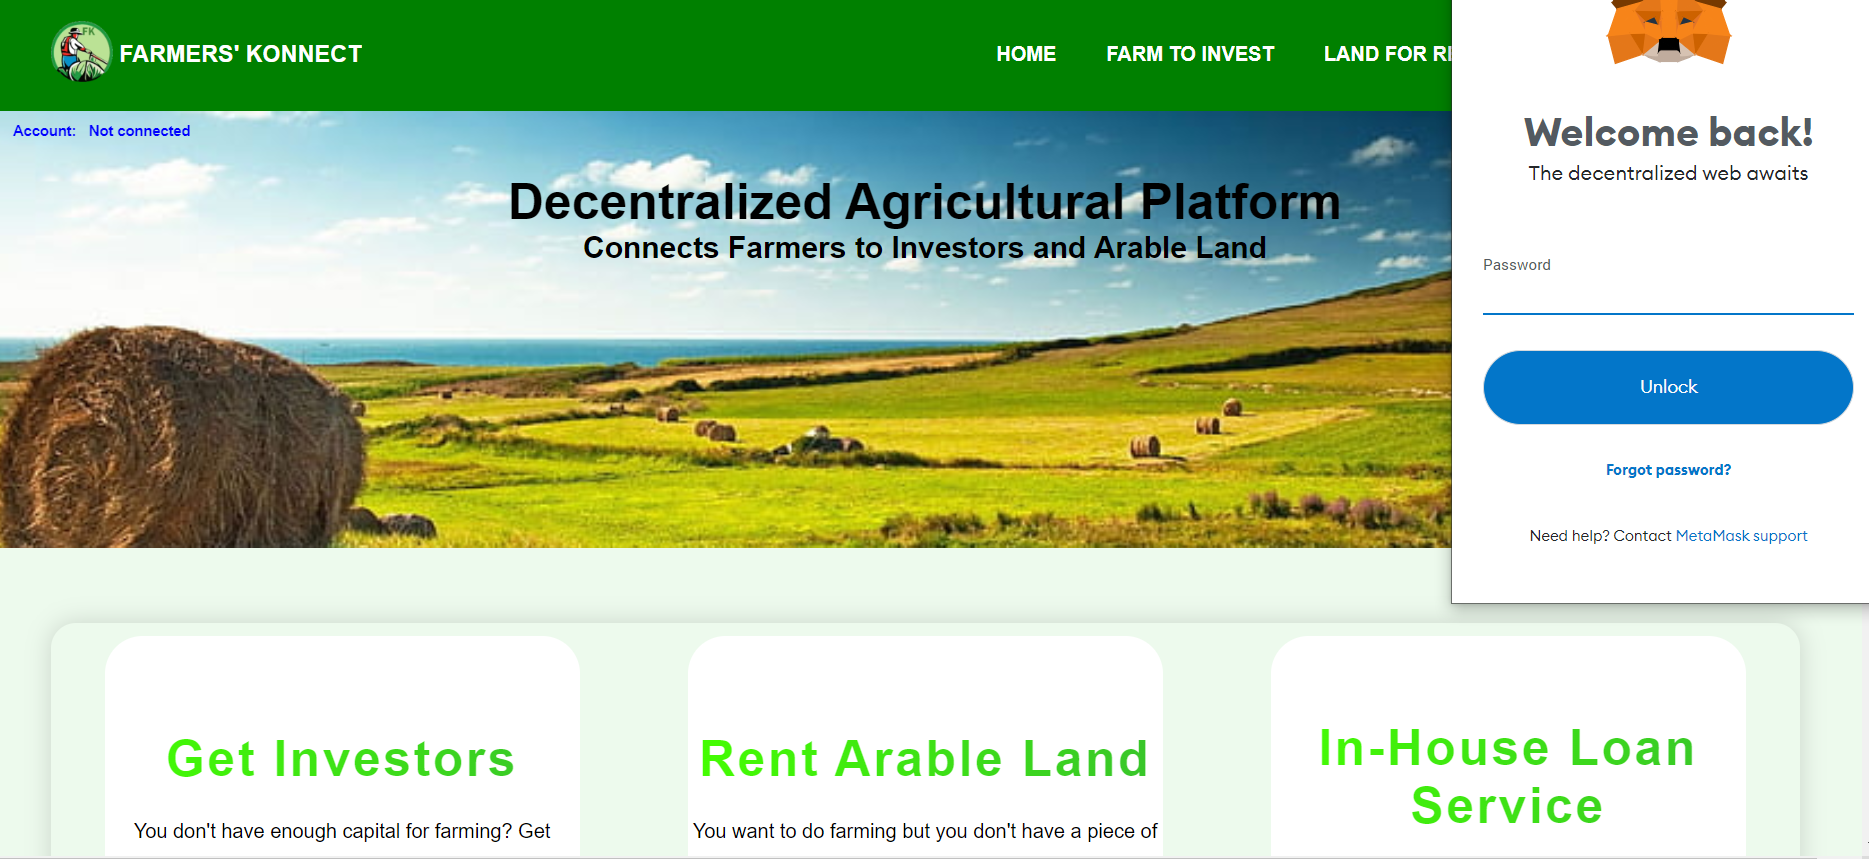 FK
FARMERS' KONNECT
HOME
FARM TO INVEST
LAND FOR
Account: Not connected
Decentralized Agricultural Platform
Connects Farmers to Investors and Arable Land
Welcome back!
The decentralized web awaits
Password
Unlock
Forgot password?
Need help? Contact MetaMask support
Get Investors
You don't have enough capital for farming? Get
Rent Arable Land
You want to do farming but you don't have a piece of
In-House Loan
Service